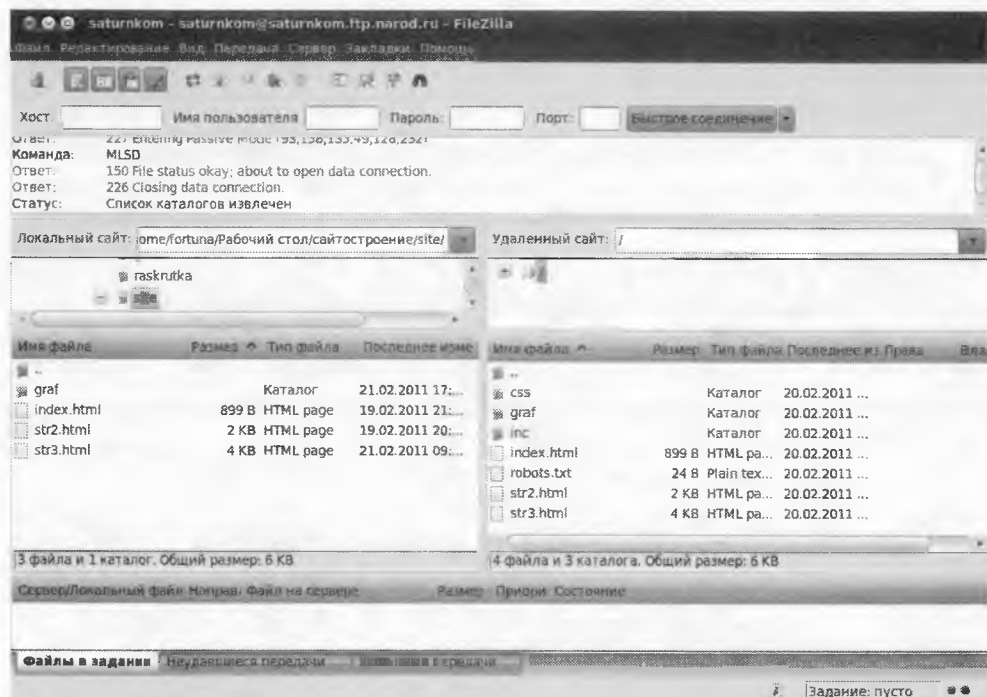 saturnkom - saturnkom@saturnkom.ftp.narod.ru - FileZilla
Файл Редактирование Вид Передача Сервер Закладки Помощь
Хост: Имя пользователя Пароль: Порт: Быстрое соединение
Ответ: 227 Entering Passive Mode
Команда: MLSD
Ответ: 150 File status okay; about to open data connection.
Ответ: 226 Closing data connection.
Статус: Список каталогов извлечен
Локальный сайт: ome/fortuna/Рабочий стол/сайтостроение/site/
Удаленный сайт: /
raskrutka
site
/
Имя файла Размер Тип файла Последнее изме
..
graf Каталог 21.02.2011 17:...
index.html 899 B HTML page 19.02.2011 21:...
str2.html 2 KB HTML page 19.02.2011 20:...
str3.html 4 KB HTML page 21.02.2011 09:...
3 файла и 1 каталог. Общий размер: 6 KB
Имя файла Размер Тип файла Последнее из Права Вла
..
css Каталог 20.02.2011 ...
graf Каталог 20.02.2011 ...
inc Каталог 20.02.2011 ...
index.html 899 B HTML pa... 20.02.2011 ...
robots.txt 24 B Plain tex... 20.02.2011 ...
str2.html 2 KB HTML pa... 20.02.2011 ...
str3.html 4 KB HTML pa... 20.02.2011 ...
4 файла и 3 каталога. Общий размер: 6 KB
Сервер/Локальный файл Направ Файл на сервере Размер Приори Состояние
Файлы в задании Неудавшиеся передачи
Задание: пусто